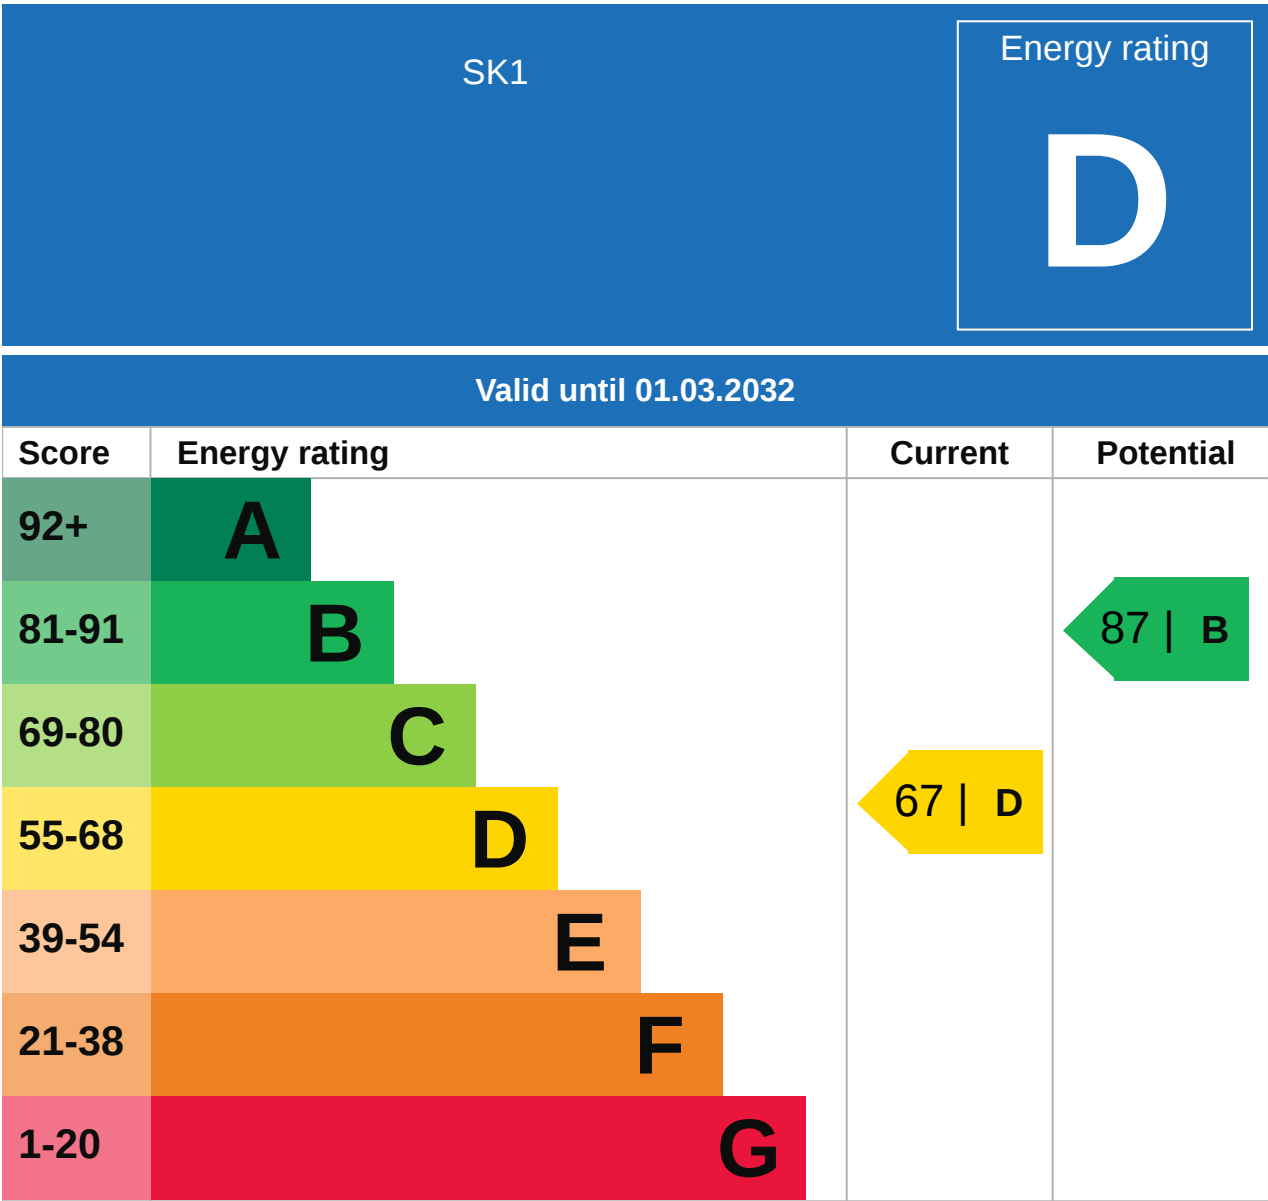 SK1
Energy rating
D
Valid until 01.03.2032
Score Energy rating Current Potential
92+ A
81-91 B 87 | B
69-80 C
55-68 D 67 | D
39-54 E
21-38 F
1-20 G